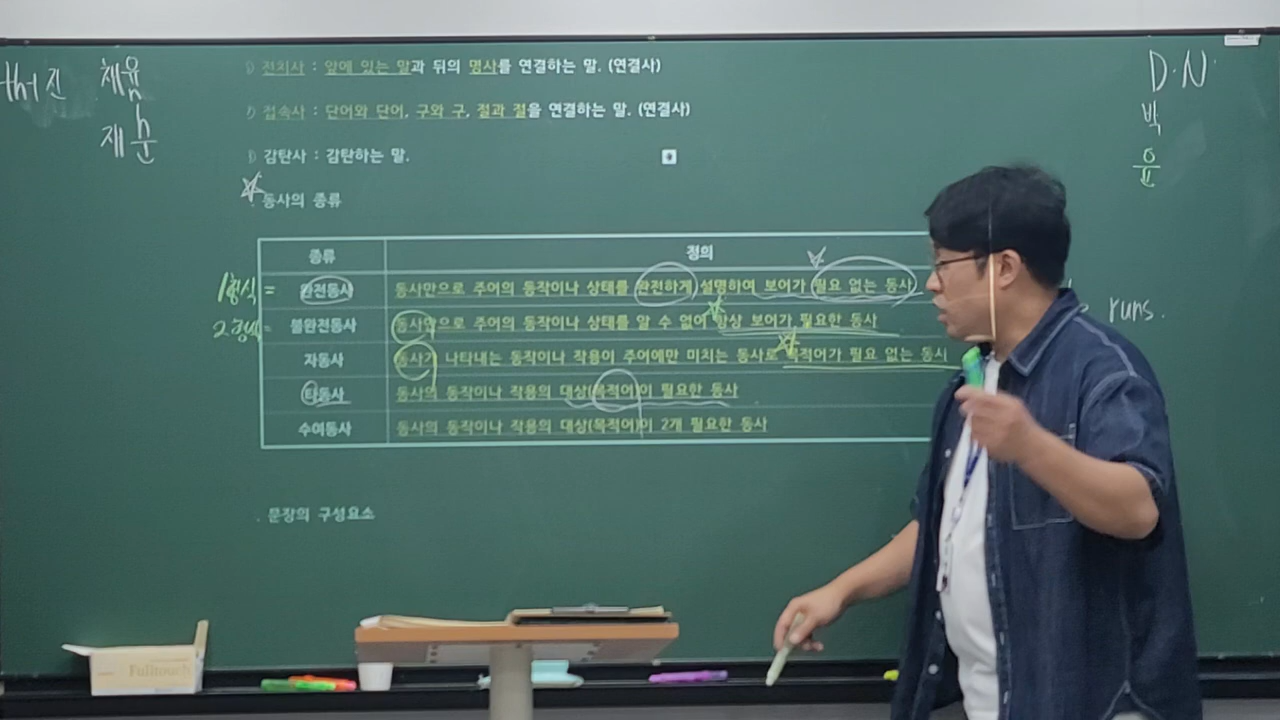 전치사 : 앞에 있는 말과 뒤의 명사를 연결하는 말. (연결사)
접속사 : 단어와 단어, 구와 구, 절과 절을 연결하는 말. (연결사)
감탄사 : 감탄하는 말.
동사의 종류
종류 정의
1형식 = 완전동사 동사만으로 주어의 동작이나 상태를 완전하게 설명하여 보어가 필요 없는 동사
2형식 = 불완전동사 동사만으로 주어의 동작이나 상태를 알 수 없어 항상 보어가 필요한 동사
자동사 동사가 나타내는 동작이나 작용이 주어에만 미치는 동사로 목적어가 필요 없는 동사
타동사 동사의 동작이나 작용의 대상(목적어)이 필요한 동사
수여동사 동사의 동작이나 작용의 대상(목적어)이 2개 필요한 동사
. 문장의 구성요소
채윤
재훈
D.N.
박
윤
runs.
Fulltouch